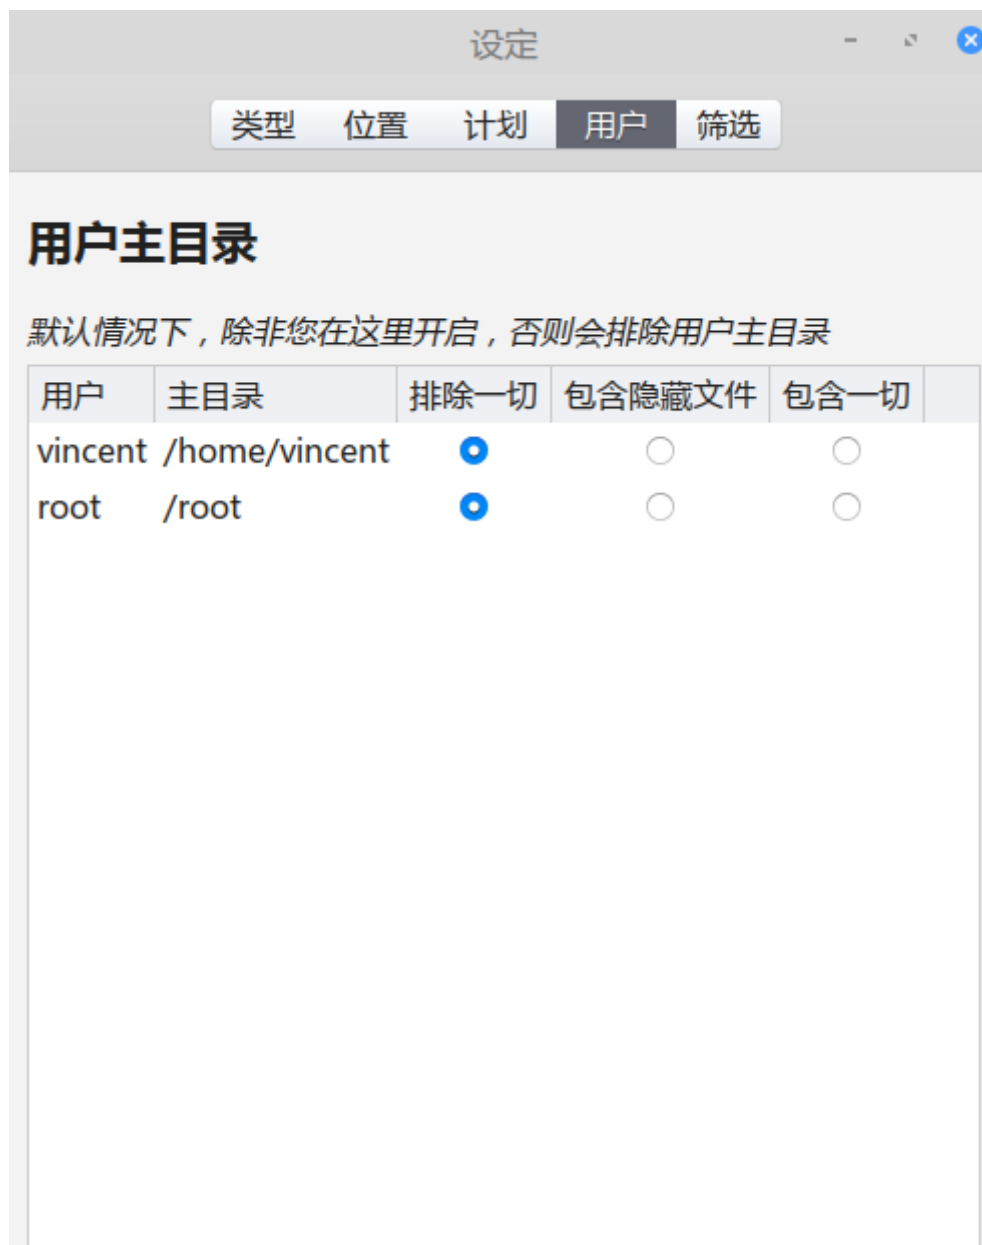 设定
类型 位置 计划 用户 筛选
用户主目录
默认情况下，除非您在这里开启，否则会排除用户主目录
用户 主目录 排除一切 包含隐藏文件 包含一切
vincent /home/vincent
root /root